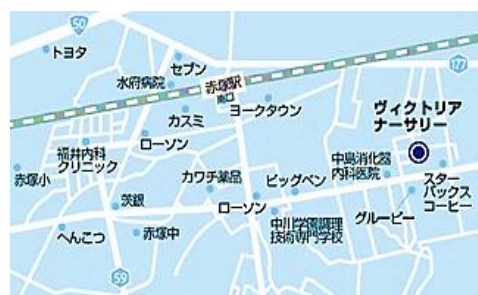 50
トヨタ
セブン
水府病院
赤塚駅
南口
ヨークタウン
177
カスミ
ローソン
福井内科
クリニック
赤塚小
茨銀
へんこつ
赤塚中
59
カワチ薬品
ローソン
ビッグペン
中川学園調理
技術専門学校
中島消化器
内科医院
ヴィクトリア
ナーサリー
グルービー
スター
バックス
コーヒー